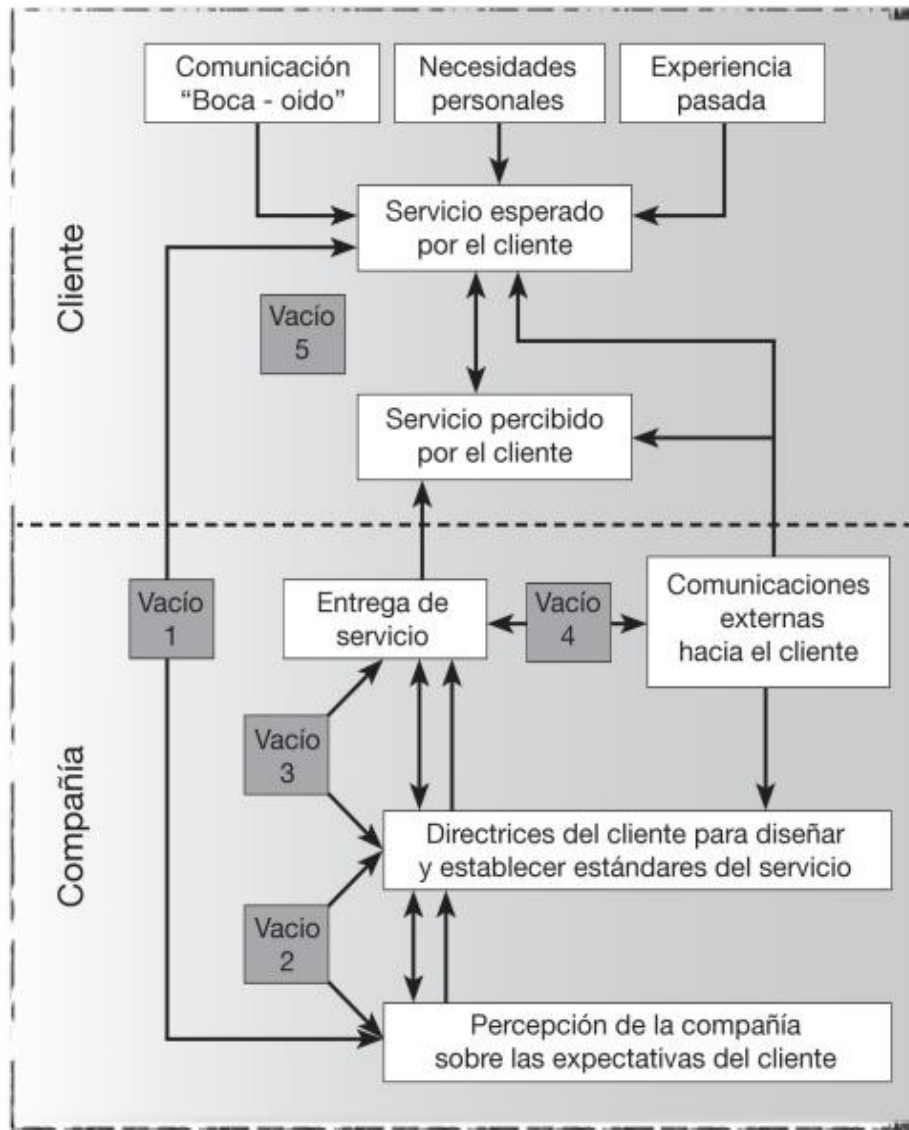 Comunicación
“Boca - oido”
Necesidades
personales
Experiencia
pasada
Cliente
Servicio esperado
por el cliente
Vacío
5
Servicio percibido
por el cliente
Compañía
Vacío
1
Entrega de
servicio
Vacío
4
Comunicaciones
externas
hacia el cliente
Vacío
3
Directrices del cliente para diseñar
y establecer estándares del servicio
Vacio
2
Percepción de la compañía
sobre las expectativas del cliente